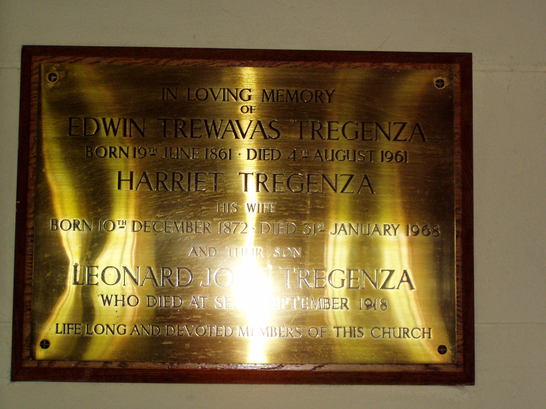 IN LOVING MEMORY
OF
EDWIN TREWAVAS TREGENZA
BORN 19TH JUNE 1861 · DIED 4TH AUGUST 1961
HARRIET TREGENZA
HIS WIFE
BORN 10TH DECEMBER 1872 · DIED 31ST JANUARY 1968
AND THEIR SON
LEONARD JOHN TREGENZA
WHO DIED AT SEPTEMBER 1918
LIFE LONG AND DEVOTED MEMBERS OF THIS CHURCH